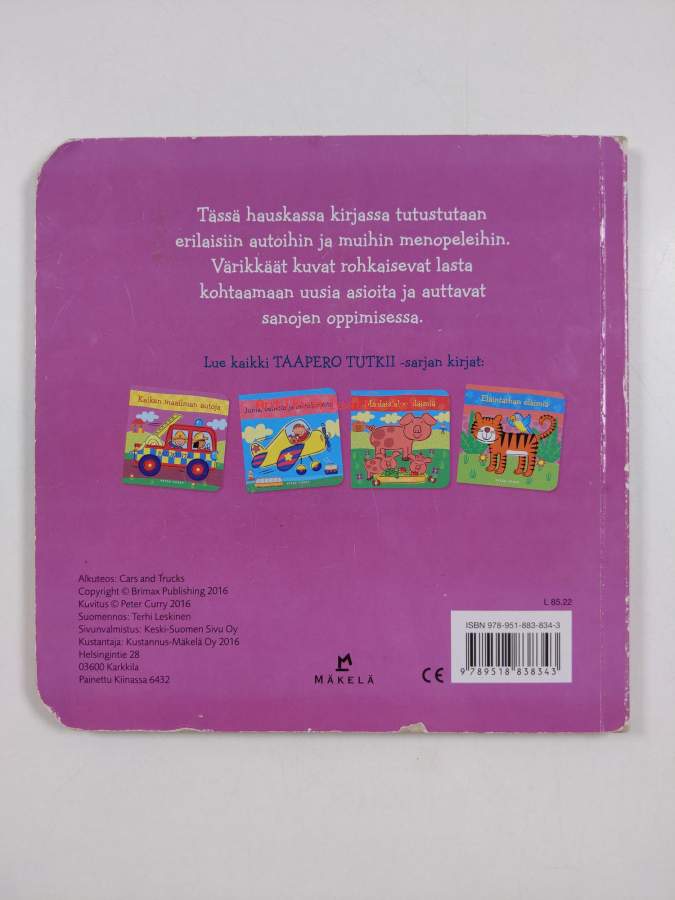 Tässä hauskassa kirjassa tutustutaan
erilaisiin autoihin ja muihin menopeleihin.
Värikkäät kuvat rohkaisevat lasta
kohtaamaan uusia asioita ja auttavat
sanojen oppimisessa.
Lue kaikki TAAPERO TUTKII -sarjan kirjat:
Kaiken maailman autoja
Eläintarhan eläimiä
Alkuteos: Cars and Trucks
Copyright © Brimax Publishing 2016
Kuvitus © Peter Curry 2016
Suomennos: Terhi Leskinen
Sivunvalmistus: Keski-Suomen Sivu Oy
Kustantaja: Kustannus-Mäkelä Oy 2016
Helsingintie 28
03600 Karkkila
Painettu Kiinassa 6432
MÄKELÄ
CE
L 85.22
ISBN 978-951-883-834-3
9 789518 838343